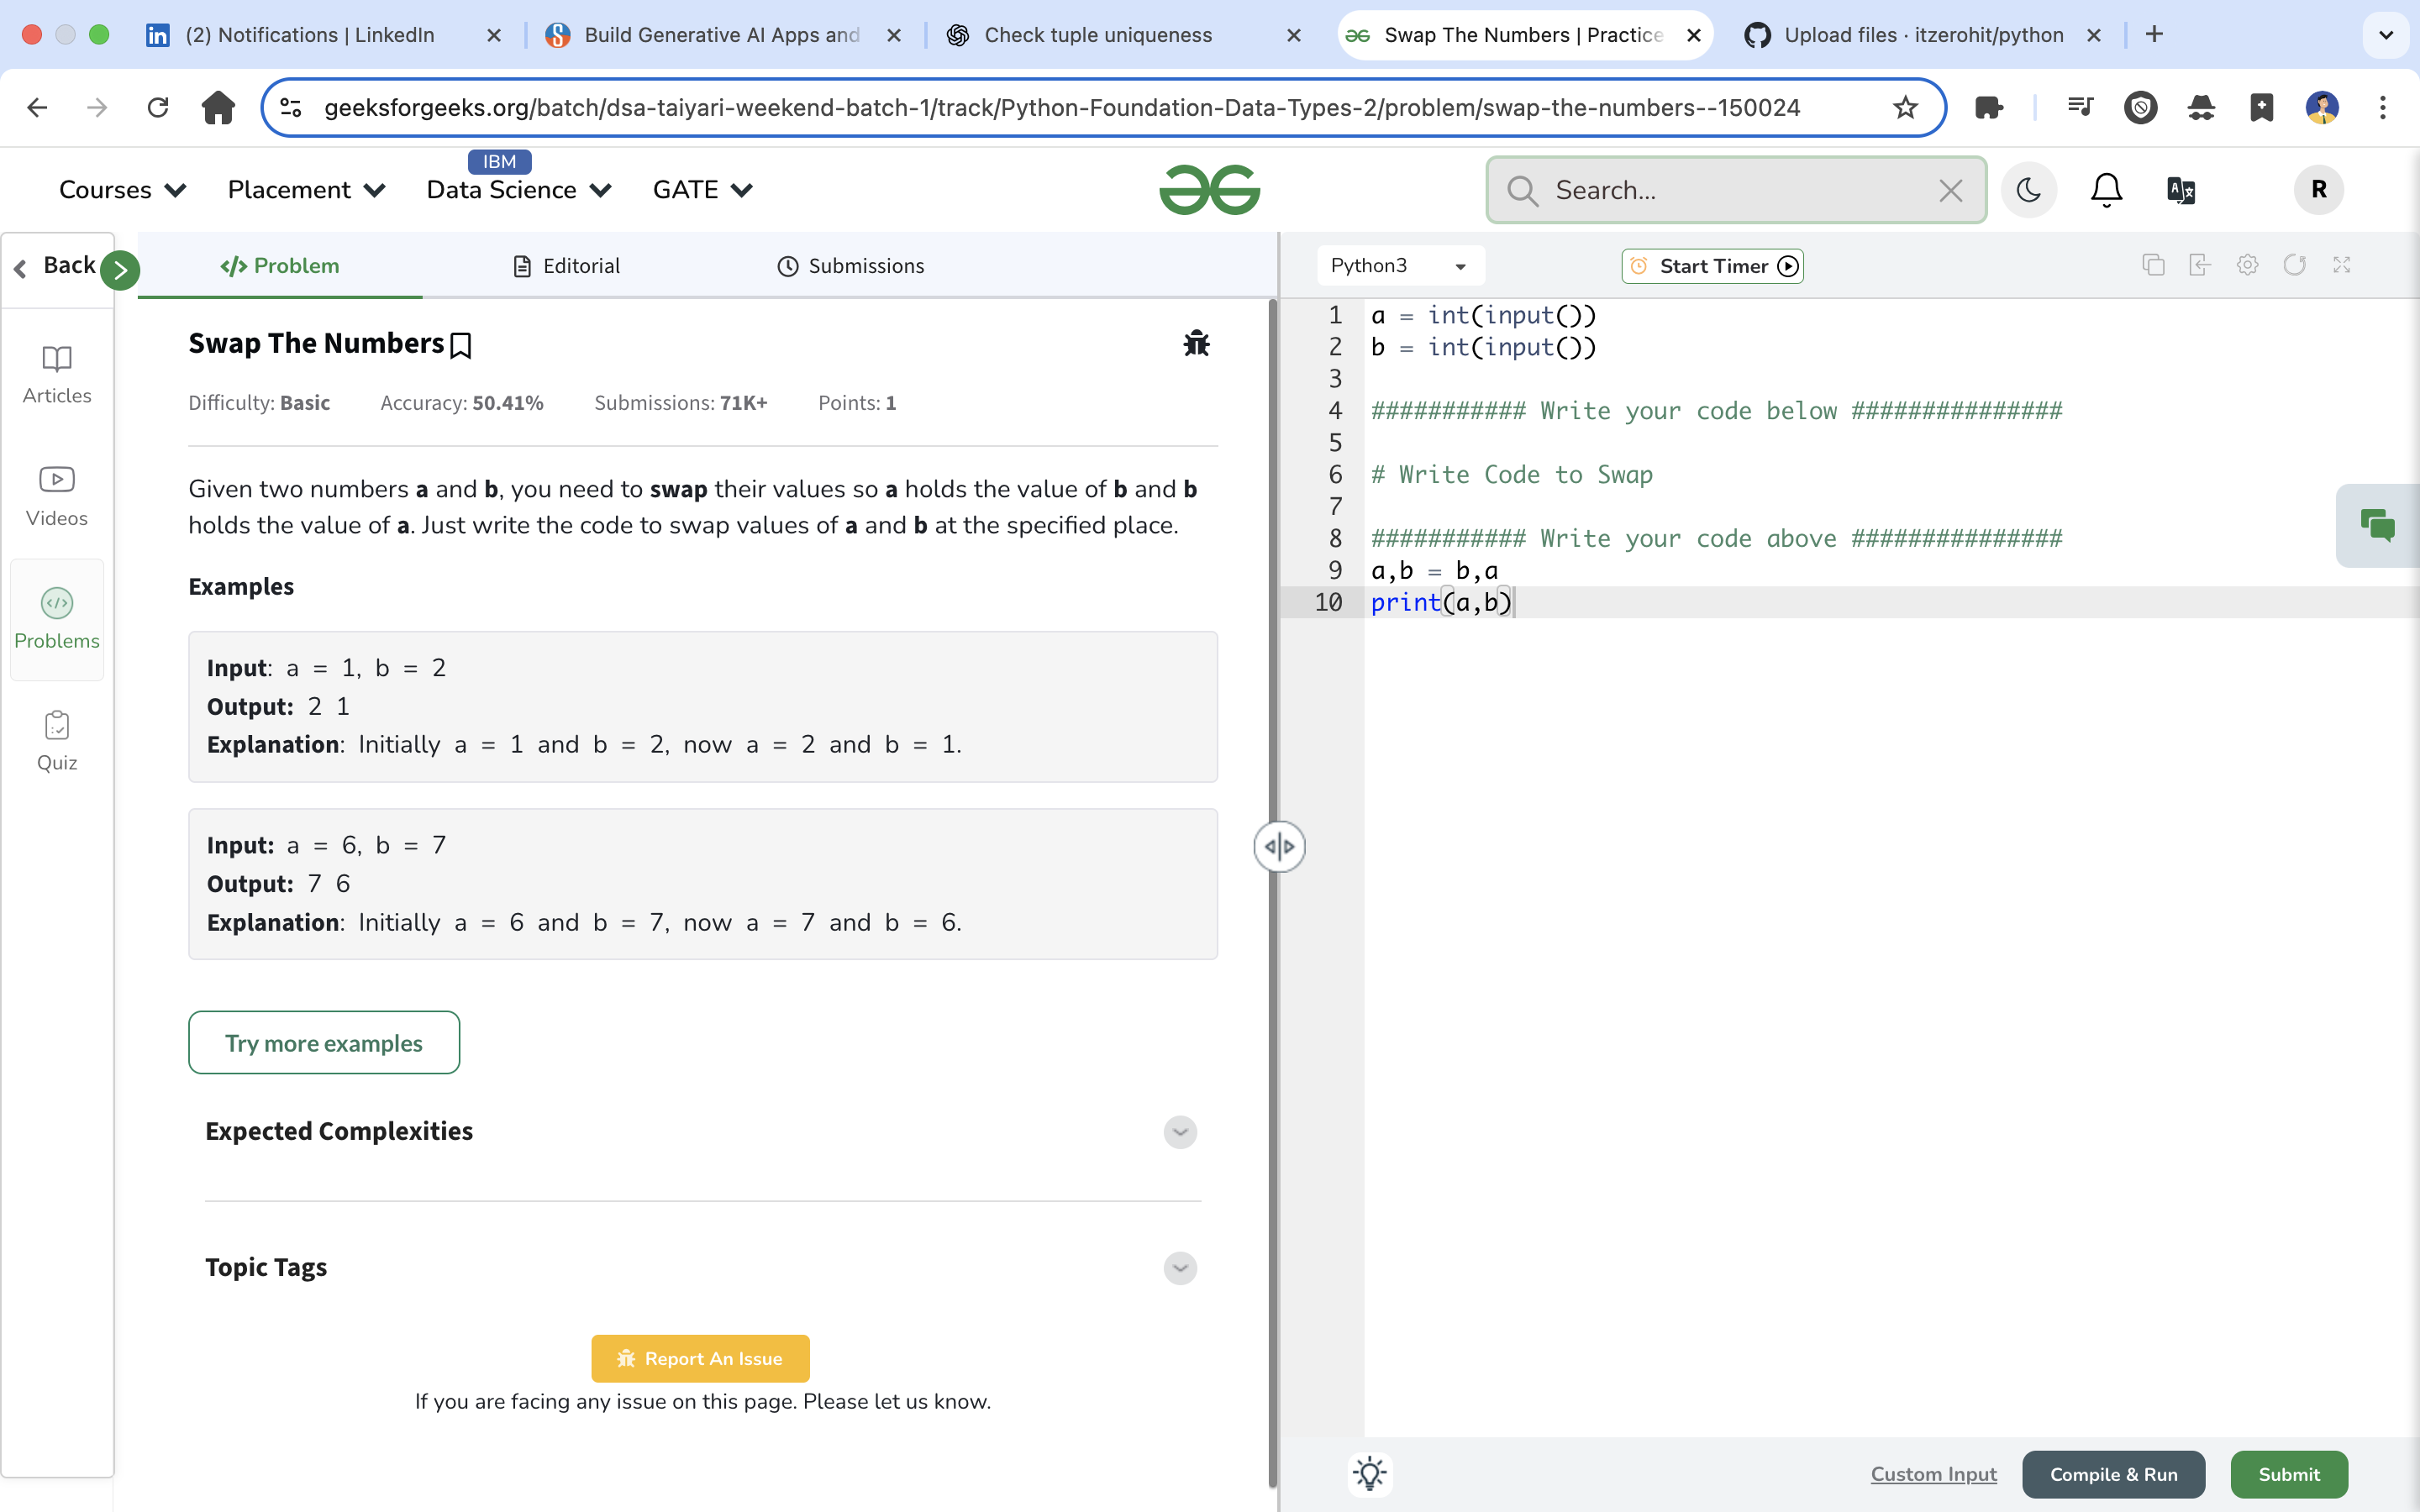 (2) Notifications | LinkedIn
Build Generative AI Apps and
Check tuple uniqueness
Swap The Numbers | Practice
Upload files · itzerohit/python
geeksforgeeks.org/batch/dsa-taiyari-weekend-batch-1/track/Python-Foundation-Data-Types-2/problem/swap-the-numbers--150024
IBM
Courses Placement Data Science GATE
Search...
R
Back
Problem Editorial Submissions
Python3
Start Timer
Articles
Videos
Problems
Quiz
Swap The Numbers
Difficulty: Basic Accuracy: 50.41% Submissions: 71K+ Points: 1
Given two numbers a and b, you need to swap their values so a holds the value of b and b
holds the value of a. Just write the code to swap values of a and b at the specified place.
Examples
Input: a = 1, b = 2
Output: 2 1
Explanation: Initially a = 1 and b = 2, now a = 2 and b = 1.
Input: a = 6, b = 7
Output: 7 6
Explanation: Initially a = 6 and b = 7, now a = 7 and b = 6.
Try more examples
Expected Complexities
Topic Tags
Report An Issue
If you are facing any issue on this page. Please let us know.
1 a = int(input())
2 b = int(input())
3
4 ########### Write your code below ###############
5
6 # Write Code to Swap
7
8 ########### Write your code above ###############
9 a,b = b,a
10 print(a,b)
Custom Input
Compile & Run
Submit